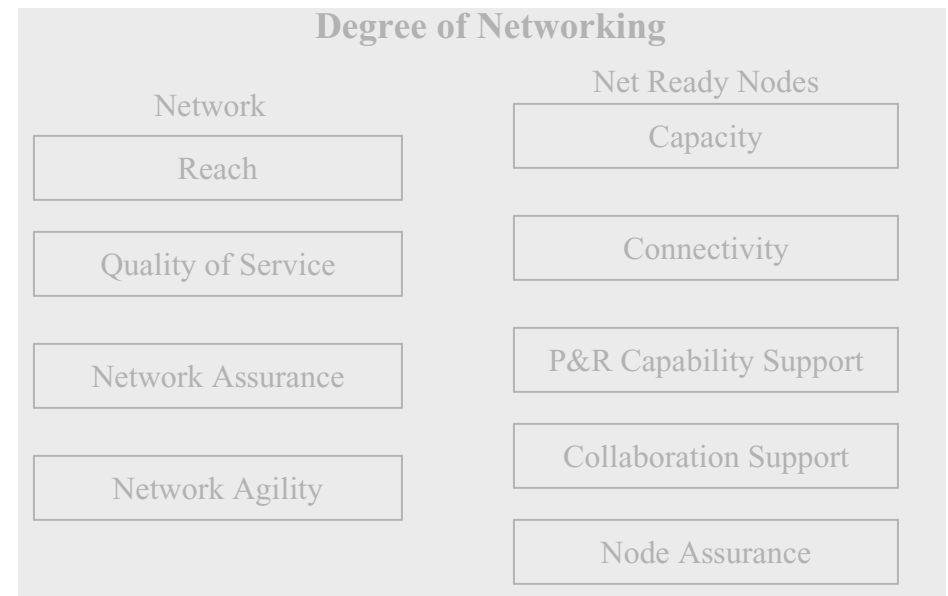 Degree of Networking
Network
Reach
Quality of Service
Network Assurance
Network Agility
Net Ready Nodes
Capacity
Connectivity
P&R Capability Support
Collaboration Support
Node Assurance